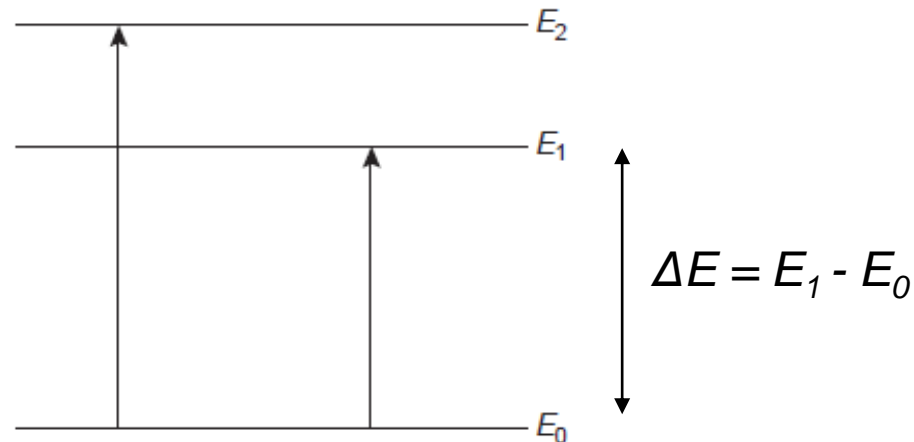 E₂
E₁
ΔE = E₁ - E₀
E₀